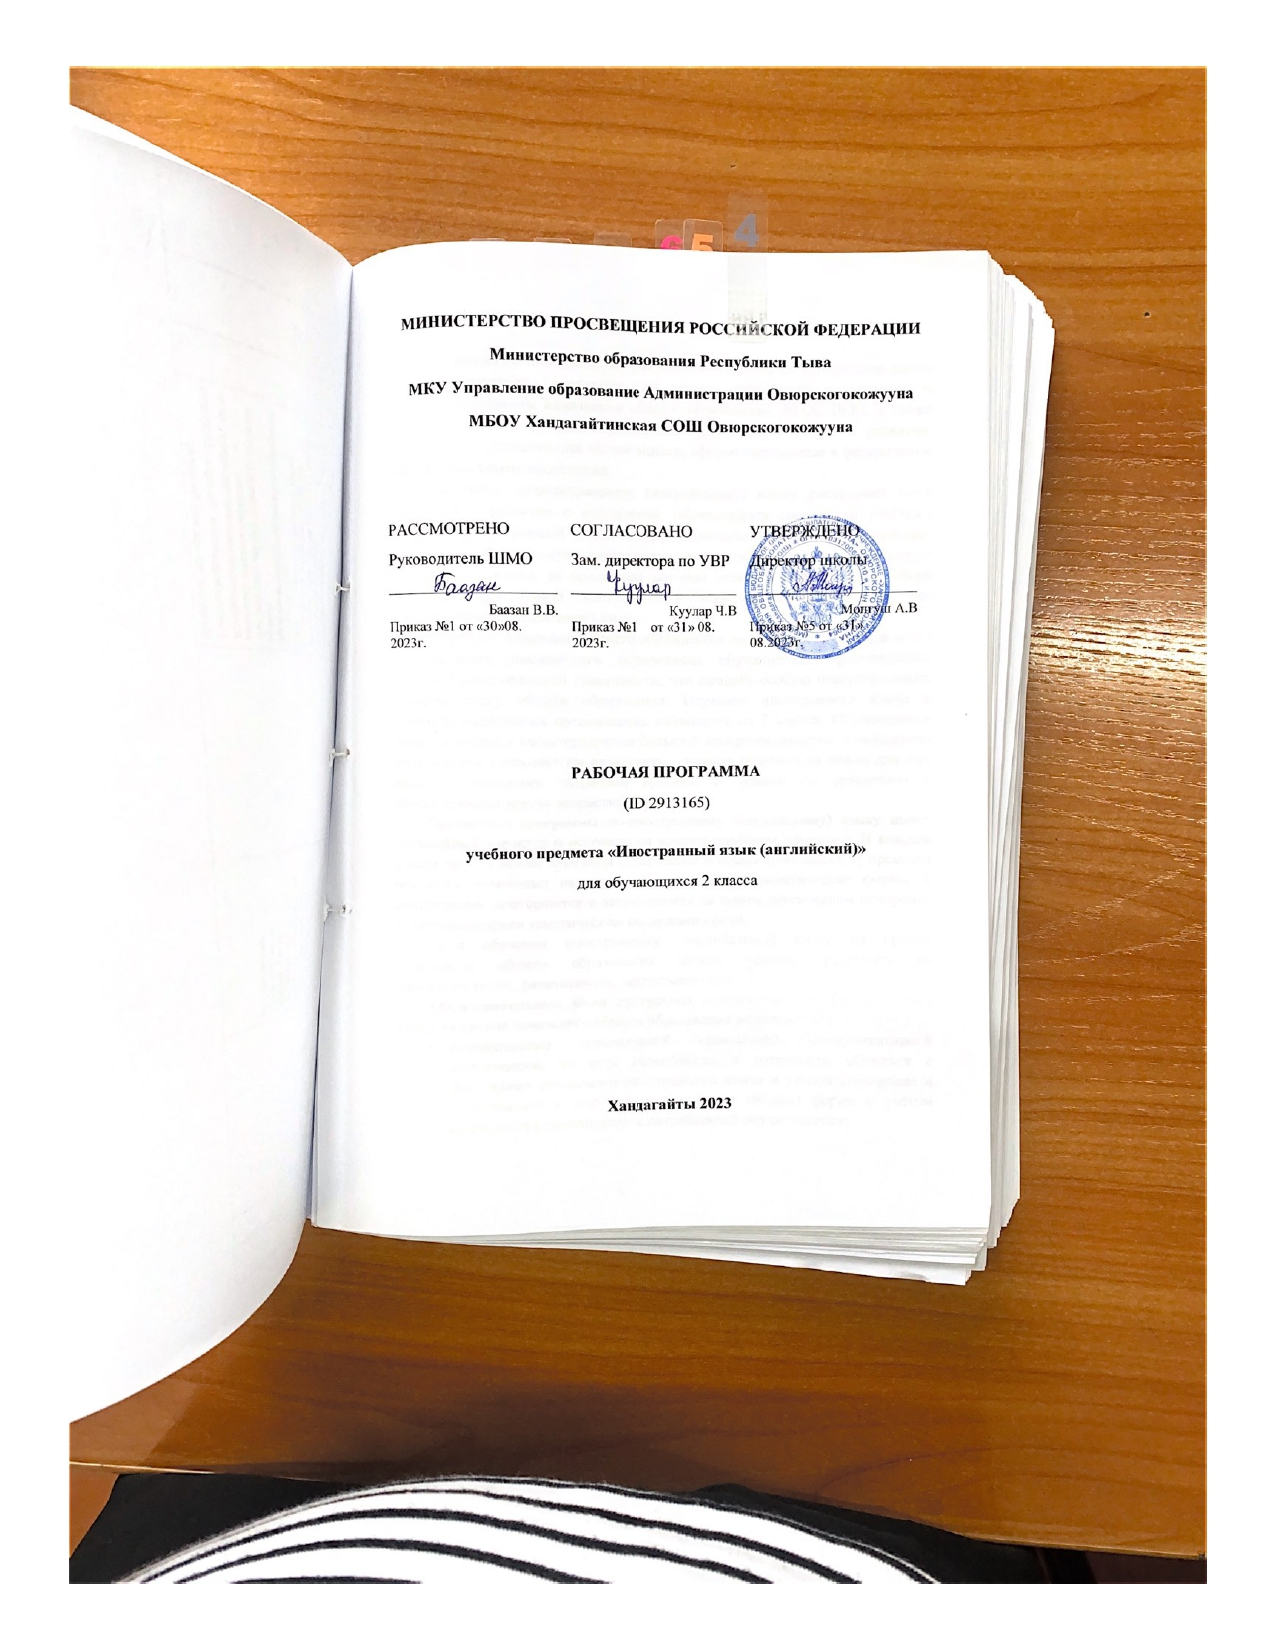 4
6
5
МИНИСТЕРСТВО ПРОСВЕЩЕНИЯ РОССИЙСКОЙ ФЕДЕРАЦИИ
Министерство образования Республики Тыва
МКУ Управление образование Администрации Овюрскогокожууна
МБОУ Хандагайтинская СОШ Овюрскогокожууна
РАССМОТРЕНО
Руководитель ШМО
Баазан
Баазан В.В.
Приказ №1 от «30»08.
2023г.
СОГЛАСОВАНО
Зам. директора по УВР
Куулар
Куулар Ч.В
Приказ №1 от «31» 08.
2023г.
УТВЕРЖДЕНО
Директор школы
Монгуш А.В
Приказ №5 от «31»
08.2023г.
РАБОЧАЯ ПРОГРАММА
(ID 2913165)
учебного предмета «Иностранный язык (английский)»
для обучающихся 2 класса
Хандагайты 2023